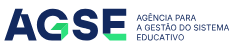 AGSE
AGÊNCIA PARA
A GESTÃO DO SISTEMA
EDUCATIVO